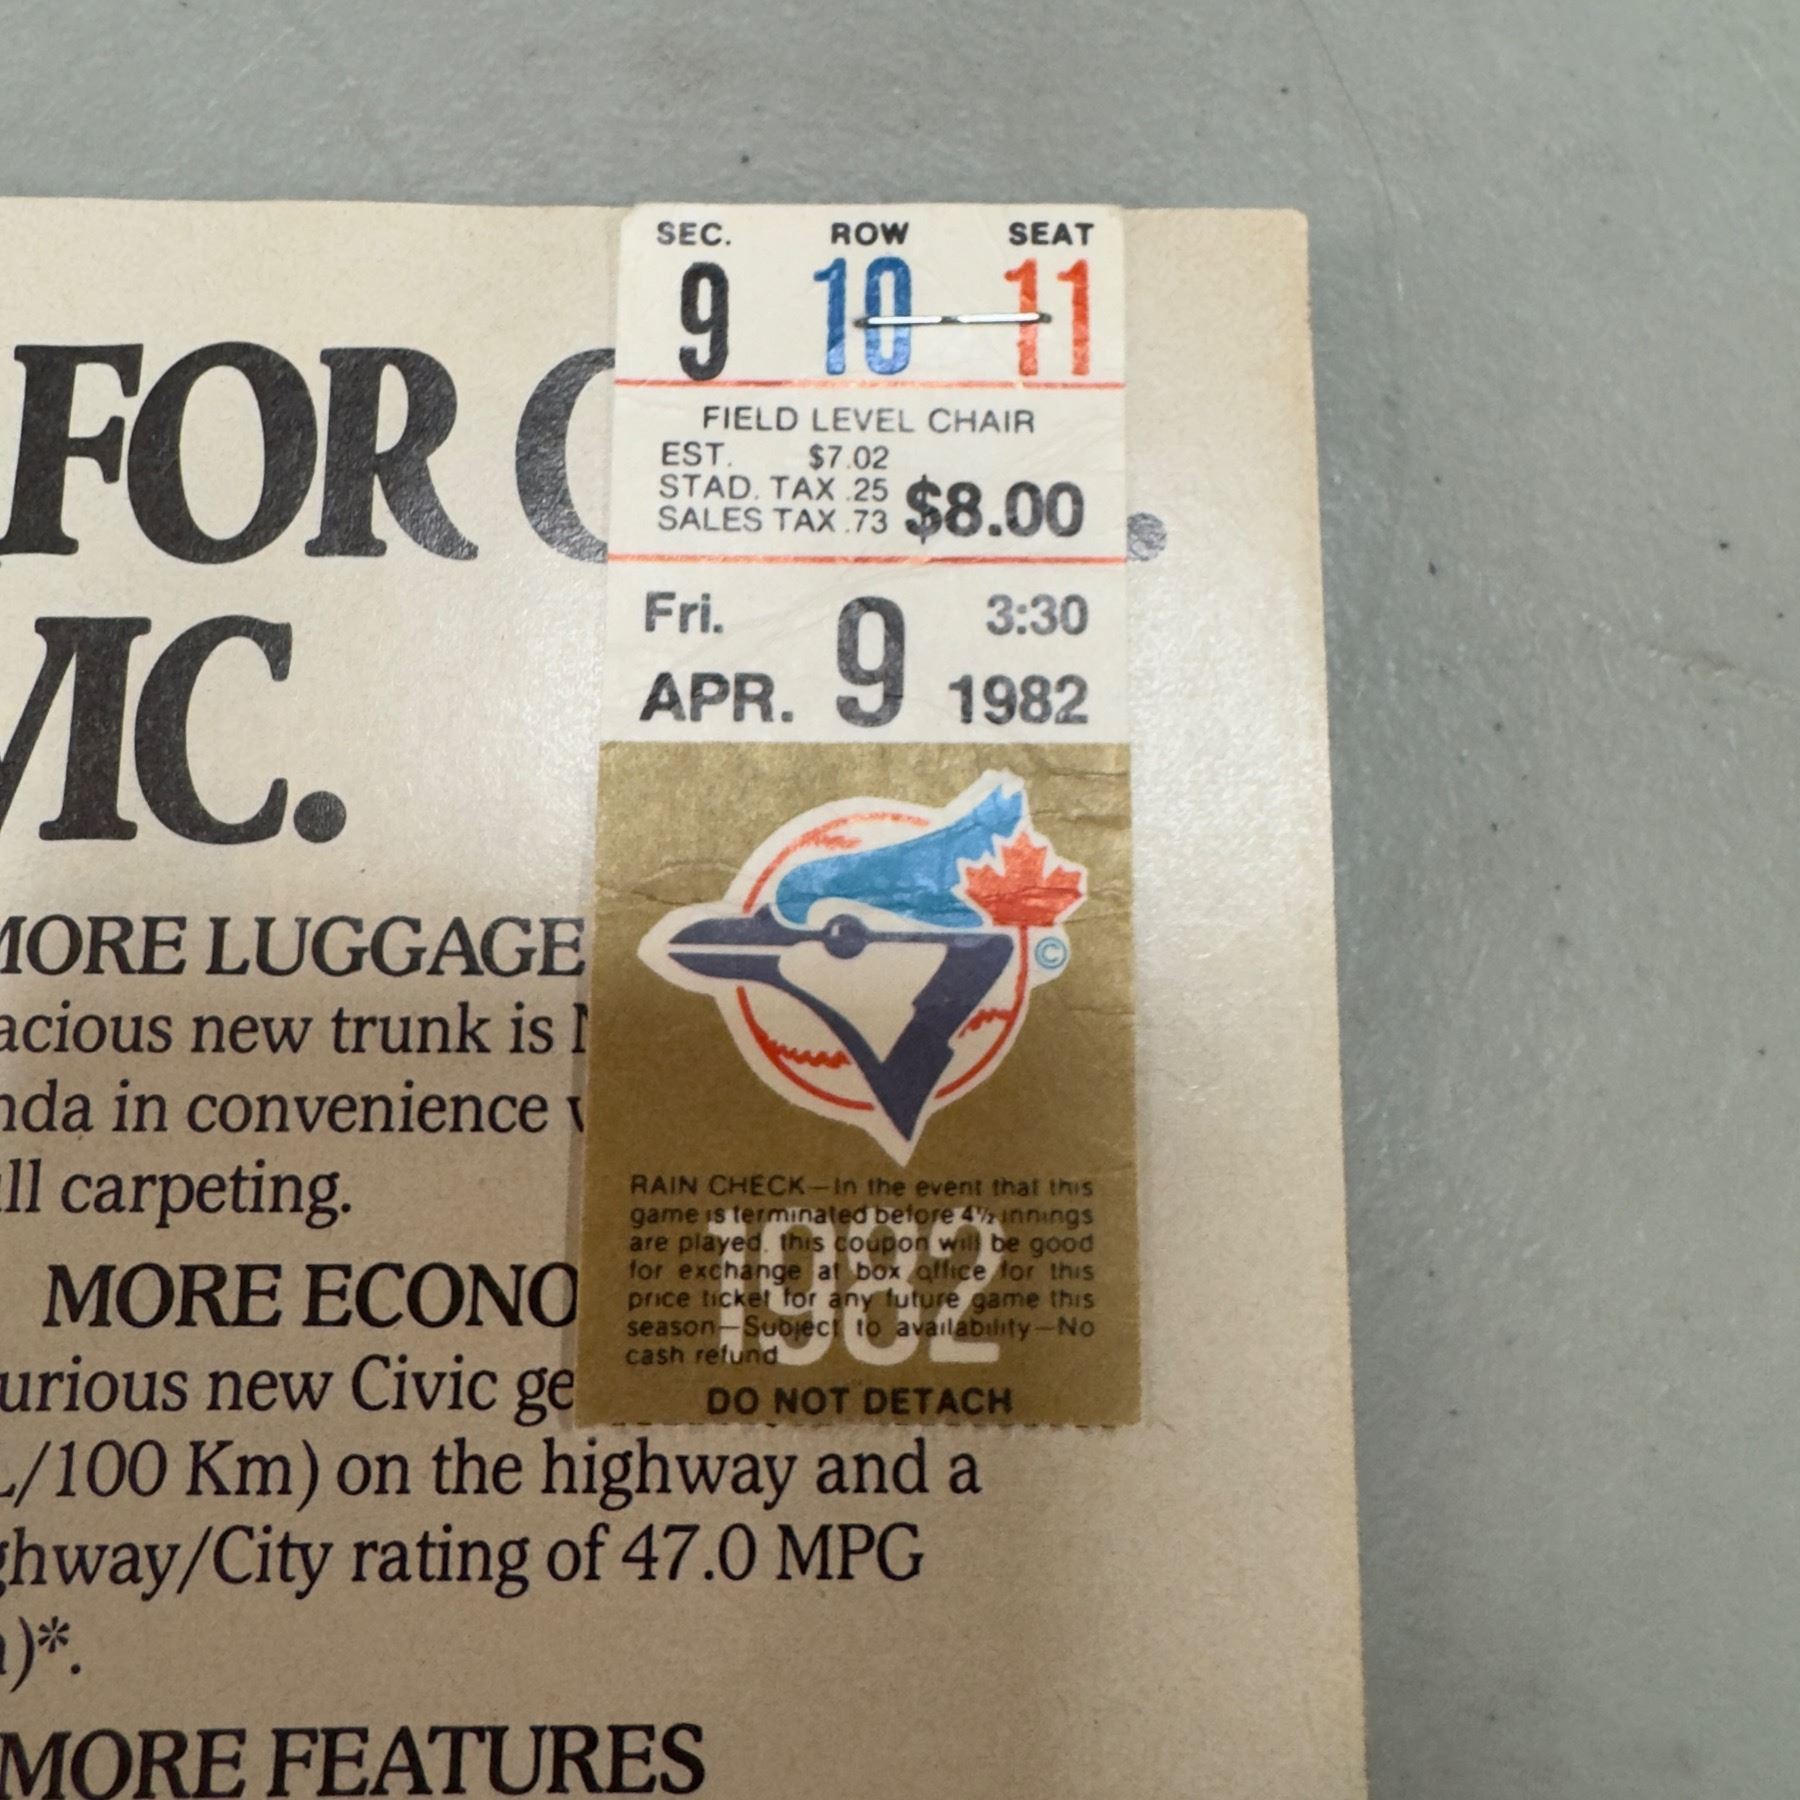 SEC. ROW SEAT
9 10 11
FIELD LEVEL CHAIR
EST. $7.02
STAD. TAX .25
SALES TAX .73 $8.00
Fri. 9 3:30
APR. 1982
©
RAIN CHECK—In the event that this
game is terminated before 4½ innings
are played, this coupon will be good
for exchange at box office for this
price ticket for any future game this
season—Subject to availability—No
cash refund
1982
DO NOT DETACH
FOR
IC.
MORE LUGGAGE
acious new trunk is
nda in convenience
ll carpeting.
MORE ECONO
urious new Civic ge
L/100 Km) on the highway and a
ghway/City rating of 47.0 MPG
)*.
MORE FEATURES